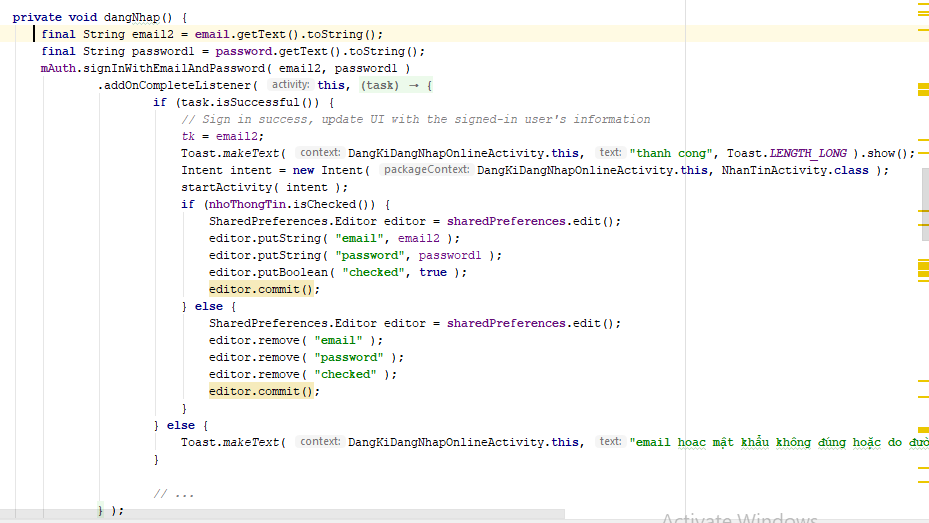 private void dangNhap() {
final String email2 = email.getText().toString();
final String password1 = password.getText().toString();
mAuth.signInWithEmailAndPassword( email2, password1 )
.addOnCompleteListener( activity: this, (task) → {
if (task.isSuccessful()) {
// Sign in success, update UI with the signed-in user's information
tk = email2;
Toast.makeText( context: DangKiDangNhapOnlineActivity.this, text: "thanh cong", Toast.LENGTH_LONG ).show();
Intent intent = new Intent( packageContext: DangKiDangNhapOnlineActivity.this, NhanTinActivity.class );
startActivity( intent );
if (nhoThongTin.isChecked()) {
SharedPreferences.Editor editor = sharedPreferences.edit();
editor.putString( "email", email2 );
editor.putString( "password", password1 );
editor.putBoolean( "checked", true );
editor.commit();
} else {
SharedPreferences.Editor editor = sharedPreferences.edit();
editor.remove( "email" );
editor.remove( "password" );
editor.remove( "checked" );
editor.commit();
}
} else {
Toast.makeText( context: DangKiDangNhapOnlineActivity.this, text: "email hoac mật khẩu không đúng hoặc do
}
// ...
} );
Activate Windows